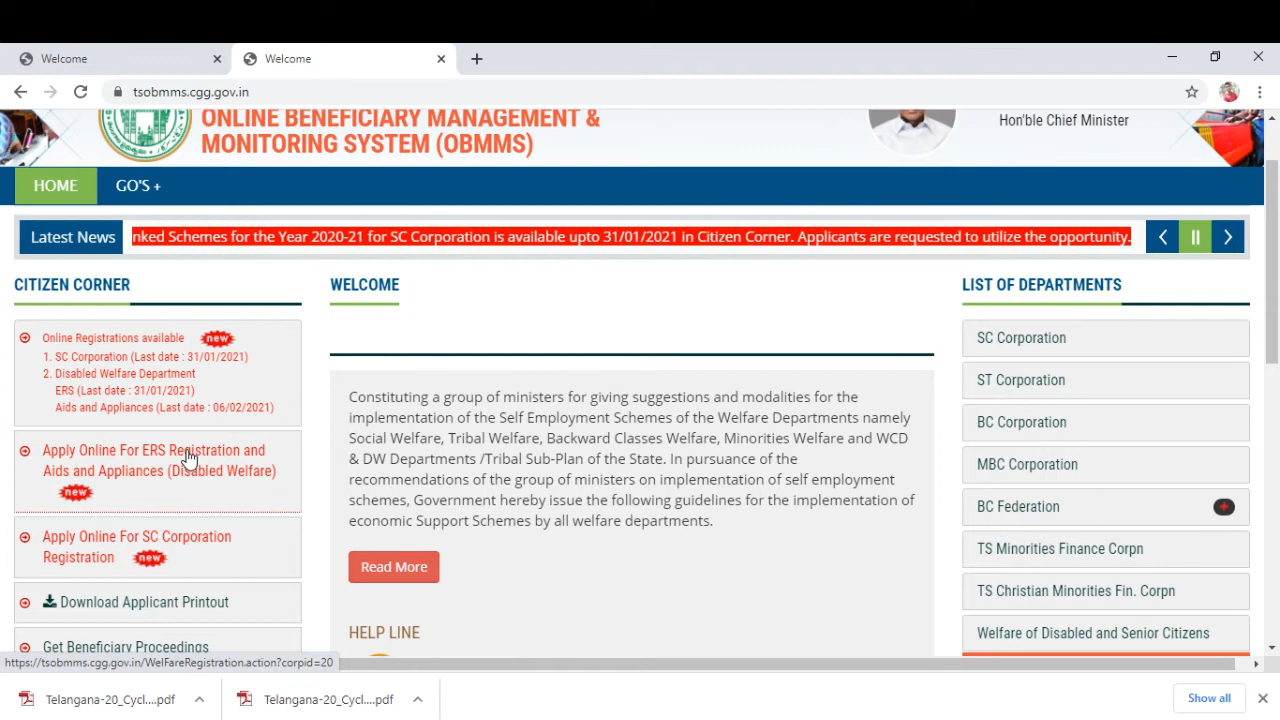 Welcome
Welcome
tsobmms.cgg.gov.in
ONLINE BENEFICIARY MANAGEMENT &
MONITORING SYSTEM (OBMMS)
Hon'ble Chief Minister
HOME
GO'S +
Latest News
nked Schemes for the Year 2020-21 for SC Corporation is available upto 31/01/2021 in Citizen Corner. Applicants are requested to utilize the opportunity.
CITIZEN CORNER
Online Registrations available new
1. SC Corporation (Last date : 31/01/2021)
2. Disabled Welfare Department
ERS (Last date : 31/01/2021)
Aids and Appliances (Last date : 06/02/2021)
Apply Online For ERS Registration and
Aids and Appliances (Disabled Welfare)
new
Apply Online For SC Corporation
Registration new
Download Applicant Printout
Get Beneficiary Proceedings
WELCOME
Constituting a group of ministers for giving suggestions and modalities for the
implementation of the Self Employment Schemes of the Welfare Departments namely
Social Welfare, Tribal Welfare, Backward Classes Welfare, Minorities Welfare and WCD
& DW Departments /Tribal Sub-Plan of the State. In pursuance of the
recommendations of the group of ministers on implementation of self employment
schemes, Government hereby issue the following guidelines for the implementation of
economic Support Schemes by all welfare departments.
Read More
HELP LINE
LIST OF DEPARTMENTS
SC Corporation
ST Corporation
BC Corporation
MBC Corporation
BC Federation
TS Minorities Finance Corpn
TS Christian Minorities Fin. Corpn
Welfare of Disabled and Senior Citizens
https://tsobmms.cgg.gov.in/WelFareRegistration.action?corpid=20
Telangana-20_Cycl....pdf
Telangana-20_Cycl....pdf
Show all